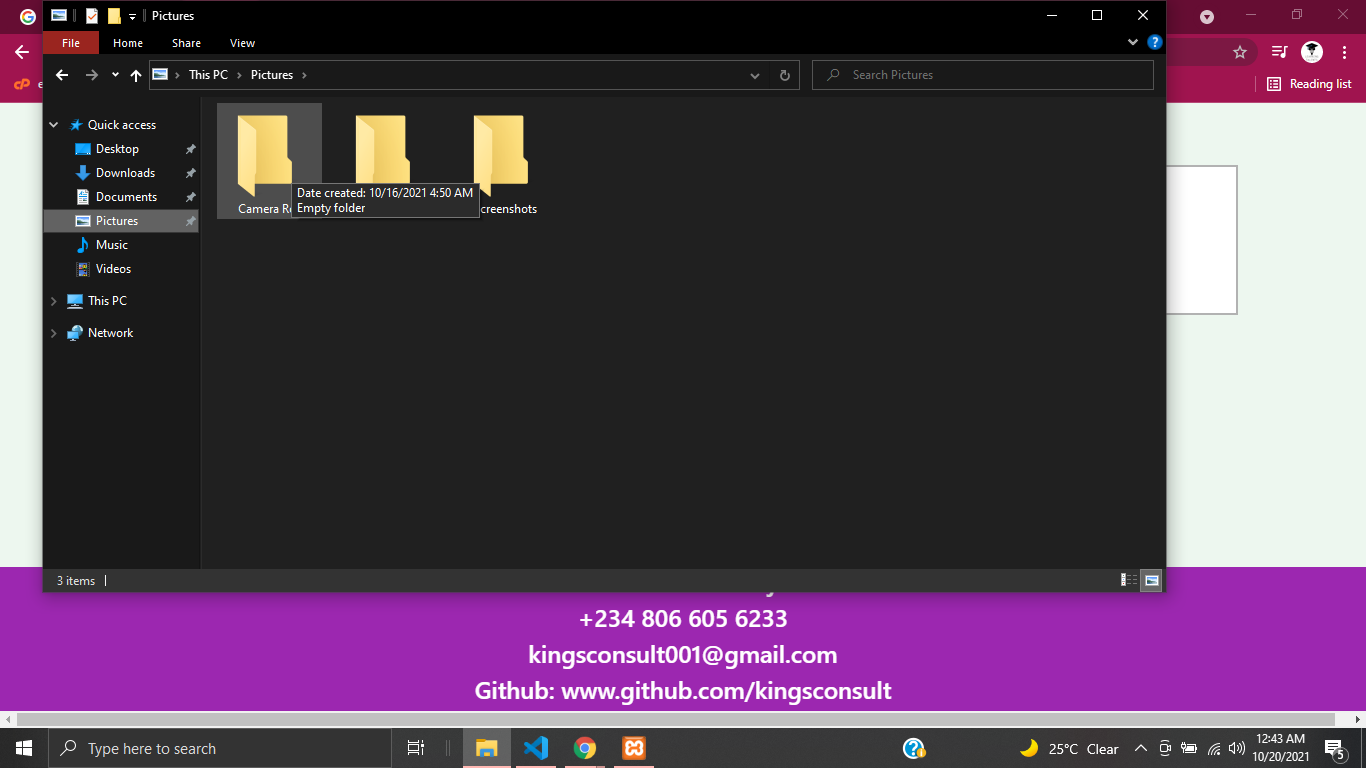 Pictures
File Home Share View
This PC Pictures
Search Pictures
Reading list
Quick access
Desktop
Downloads
Documents
Pictures
Music
Videos
This PC
Network
Camera R
creenshots
Date created: 10/16/2021 4:50 AM
Empty folder
3 items
+234 806 605 6233
kingsconsult001@gmail.com
Github: www.github.com/kingsconsult
Type here to search
25°C Clear
12:43 AM
10/20/2021
5